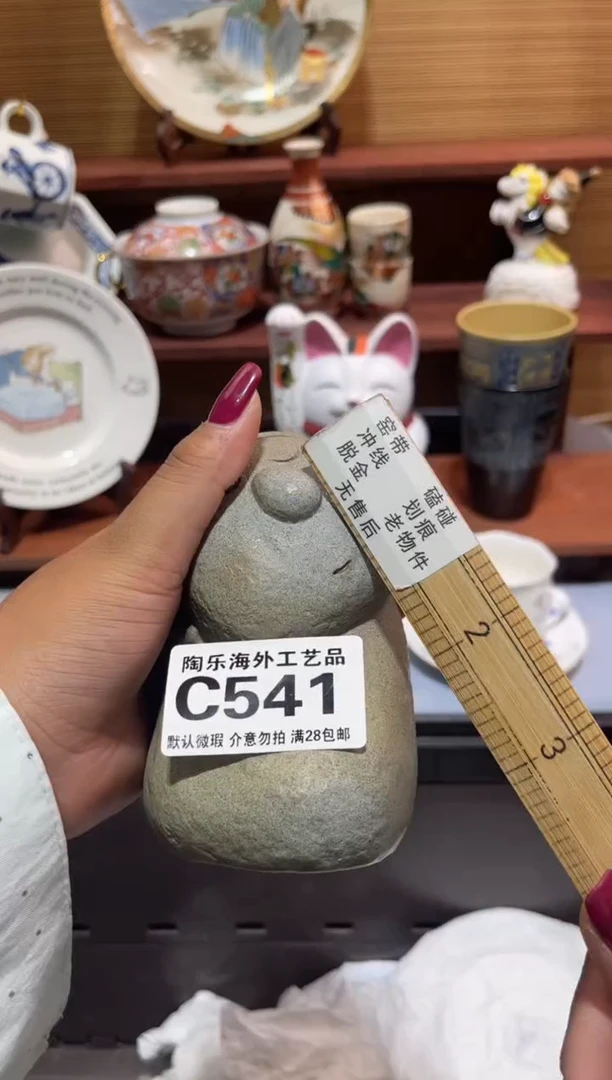 窑带 磕碰
冲线 划痕
脱金 老物件
无售后
2
3
陶乐海外工艺品
C541
默认微瑕 介意勿拍 满28包邮